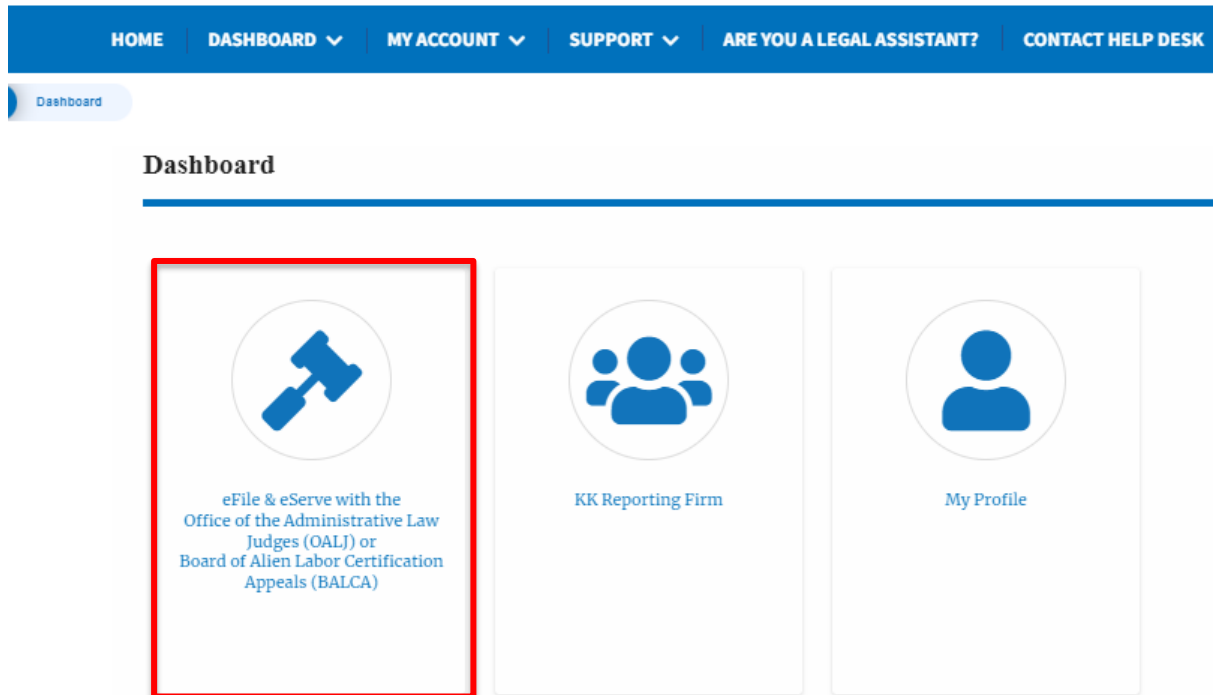 HOME DASHBOARD MY ACCOUNT SUPPORT ARE YOU A LEGAL ASSISTANT? CONTACT HELP DESK
Dashboard
Dashboard
eFile & eServe with the
Office of the Administrative Law
Judges (OALJ) or
Board of Alien Labor Certification
Appeals (BALCA)
KK Reporting Firm
My Profile